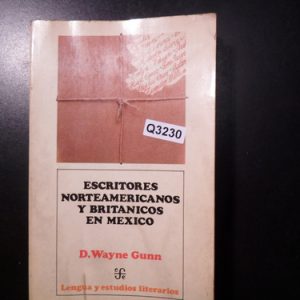 Q3230
ESCRITORES
NORTEAMERICANOS
Y BRITANICOS
EN MEXICO
D. Wayne Gunn
Lengua y estudios literarios